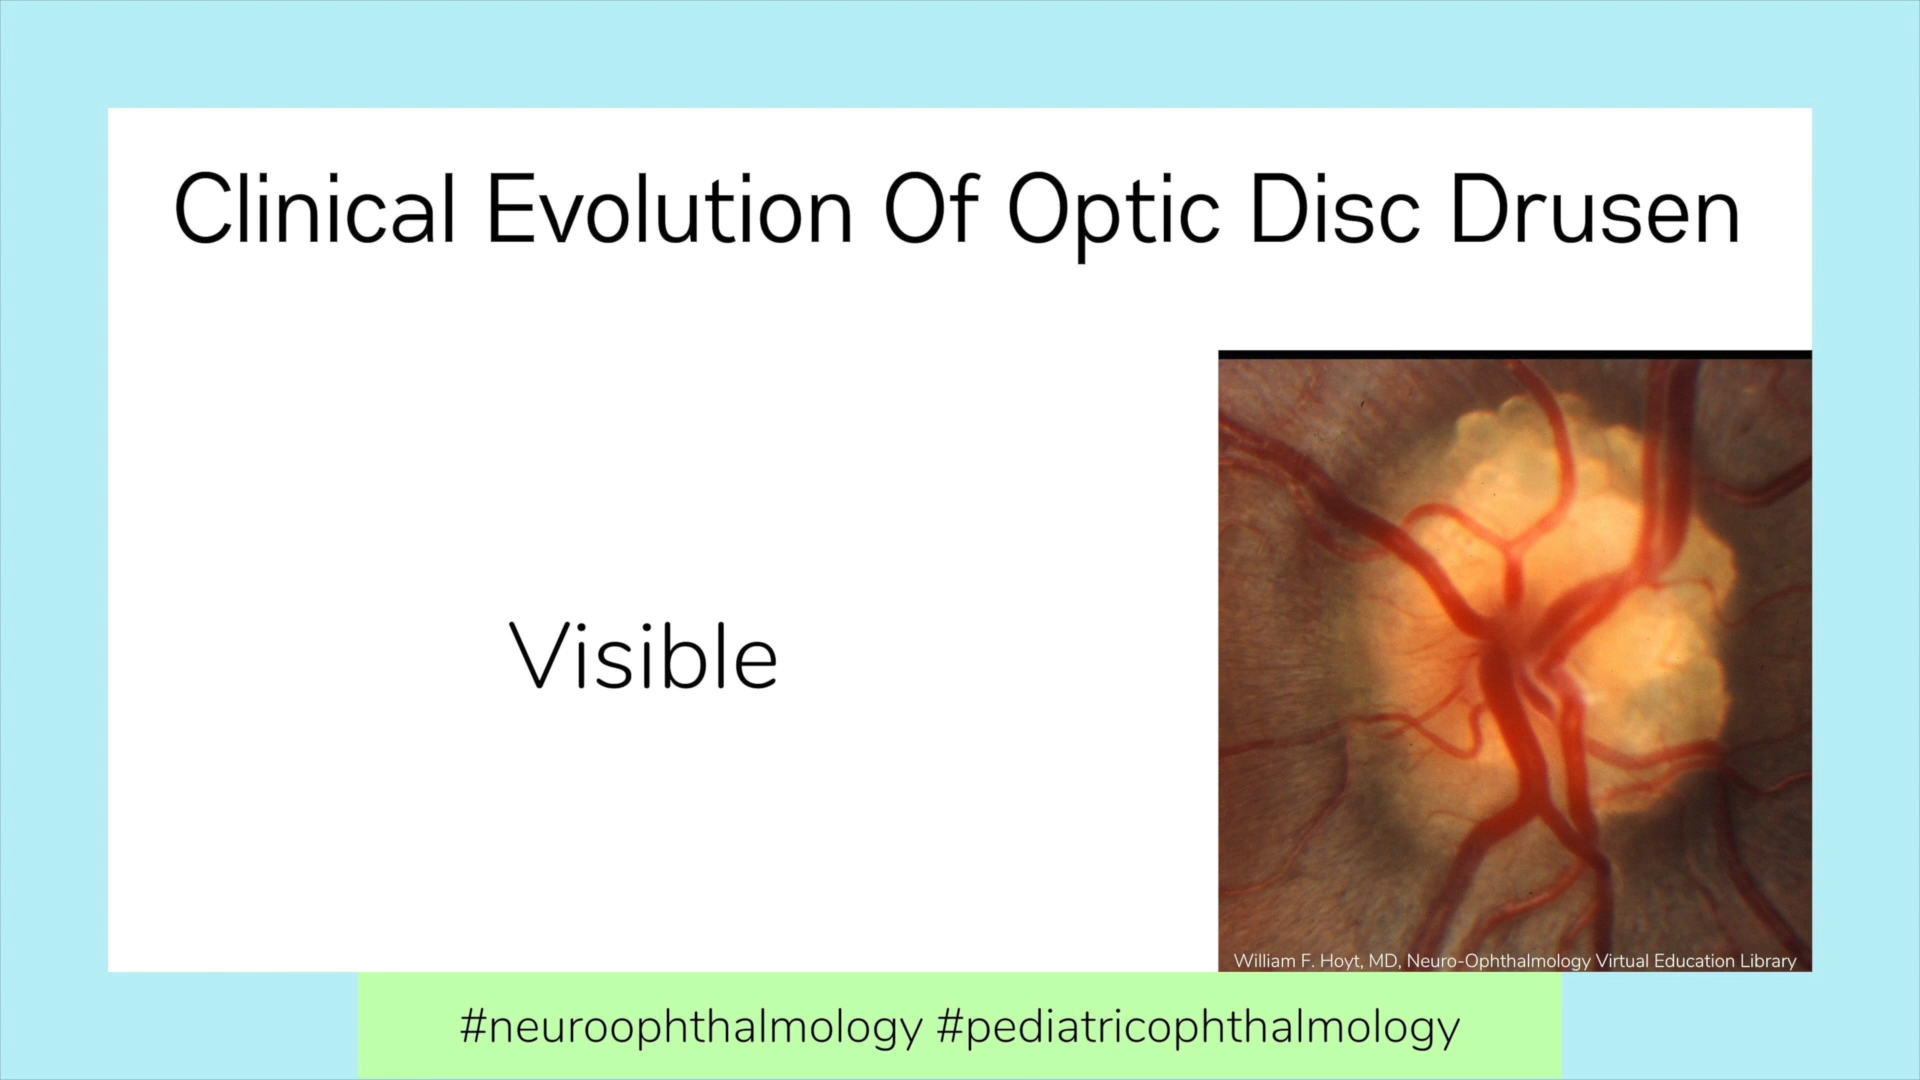 Clinical Evolution Of Optic Disc Drusen
Visible
William F. Hoyt, MD, Neuro-Ophthalmology Virtual Education Library
#neuroophthalmology #pediatricophthalmology